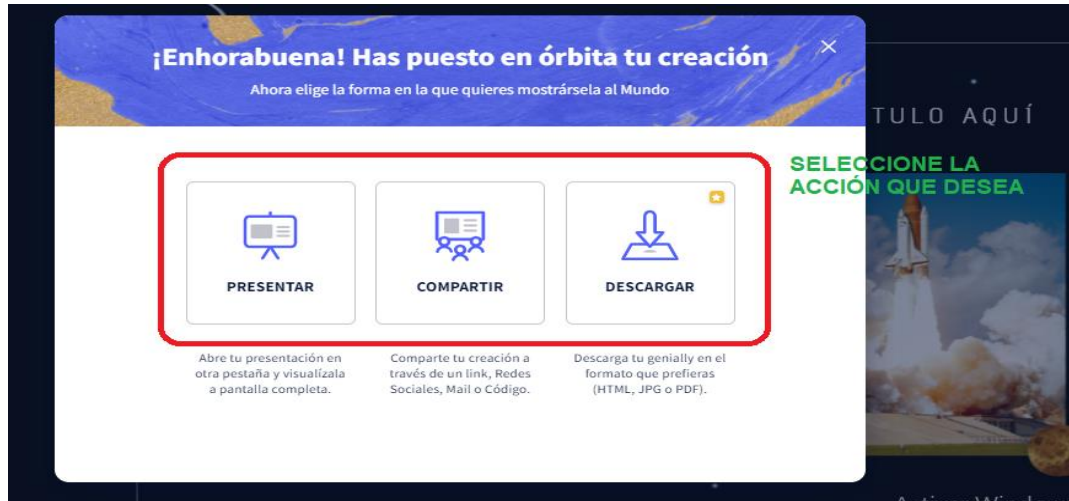 ¡Enhorabuena! Has puesto en órbita tu creación
Ahora elige la forma en la que quieres mostrársela al Mundo
TULO AQUÍ
SELECCIONE LA
ACCIÓN QUE DESEA
PRESENTAR
COMPARTIR
DESCARGAR
Abre tu presentación en
otra pestaña y visualízala
a pantalla completa.
Comparte tu creación a
través de un link, Redes
Sociales, Mail o Código.
Descarga tu genially en el
formato que prefieras
(HTML, JPG o PDF).